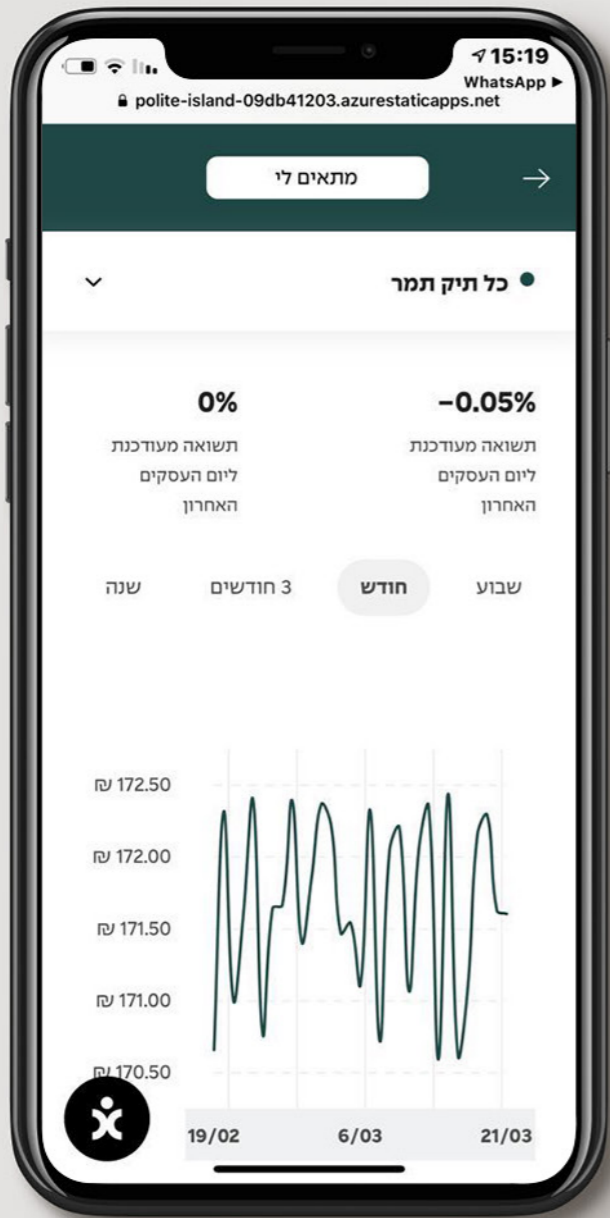 15:19
WhatsApp ▶
polite-island-09db41203.azurestaticapps.net
מתאים לי
כל תיק תמר
−0.05%
תשואה מעודכנת
ליום העסקים
האחרון
0%
תשואה מעודכנת
ליום העסקים
האחרון
שבוע חודש 3 חודשים שנה
₪ 172.50
₪ 172.00
₪ 171.50
₪ 171.00
₪ 170.50
19/02 6/03 21/03